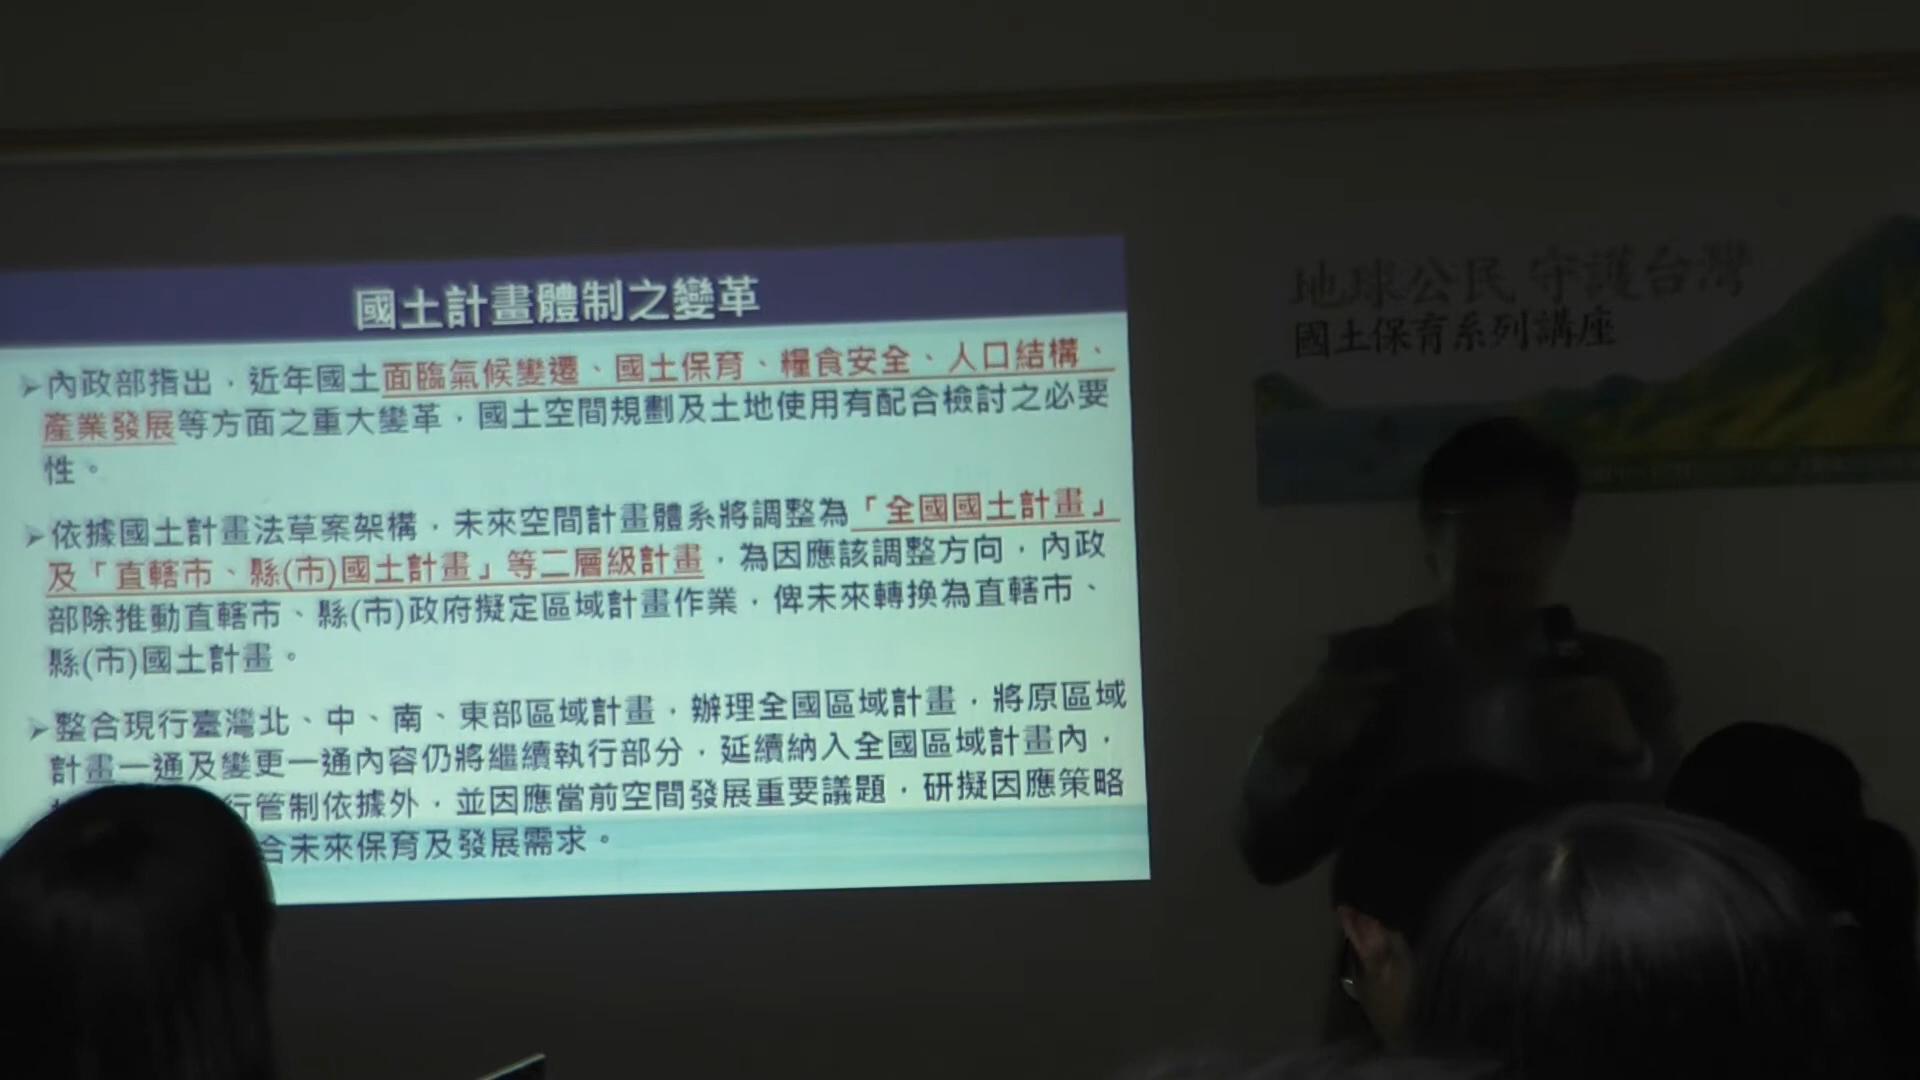 國土計畫體制之變革
➢內政部指出，近年國土面臨氣候變遷、國土保育、糧食安全、人口結構、
產業發展等方面之重大變革，國土空間規劃及土地使用有配合檢討之必要
性。
➢依據國土計畫法草案架構，未來空間計畫體系將調整為「全國國土計畫」
及「直轄市、縣(市)國土計畫」等二層級計畫，為因應該調整方向，內政
部除推動直轄市、縣(市)政府擬定區域計畫作業，俾未來轉換為直轄市、
縣(市)國土計畫。
➢整合現行臺灣北、中、南、東部區域計畫，辦理全國區域計畫，將原區域
計畫一通及變更一通內容仍將繼續執行部分，延續納入全國區域計畫內，
行管制依據外，並因應當前空間發展重要議題，研擬因應策略
合未來保育及發展需求。
地球公民 守護台灣
國土保育系列講座